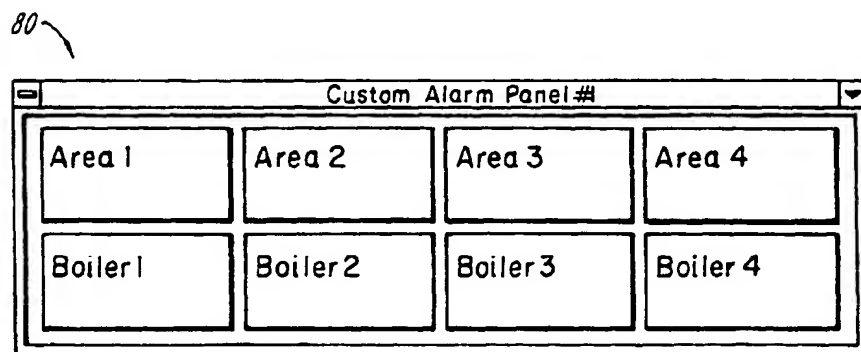 80
Custom Alarm Panel #1
Area 1 Area 2 Area 3 Area 4
Boiler 1 Boiler 2 Boiler 3 Boiler 4